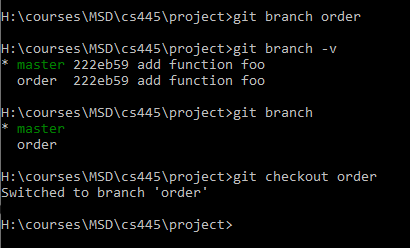 H:\courses\MSD\cs445\project>git branch order
H:\courses\MSD\cs445\project>git branch -v
* master 222eb59 add function foo
  order  222eb59 add function foo
H:\courses\MSD\cs445\project>git branch
* master
  order
H:\courses\MSD\cs445\project>git checkout order
Switched to branch 'order'
H:\courses\MSD\cs445\project>